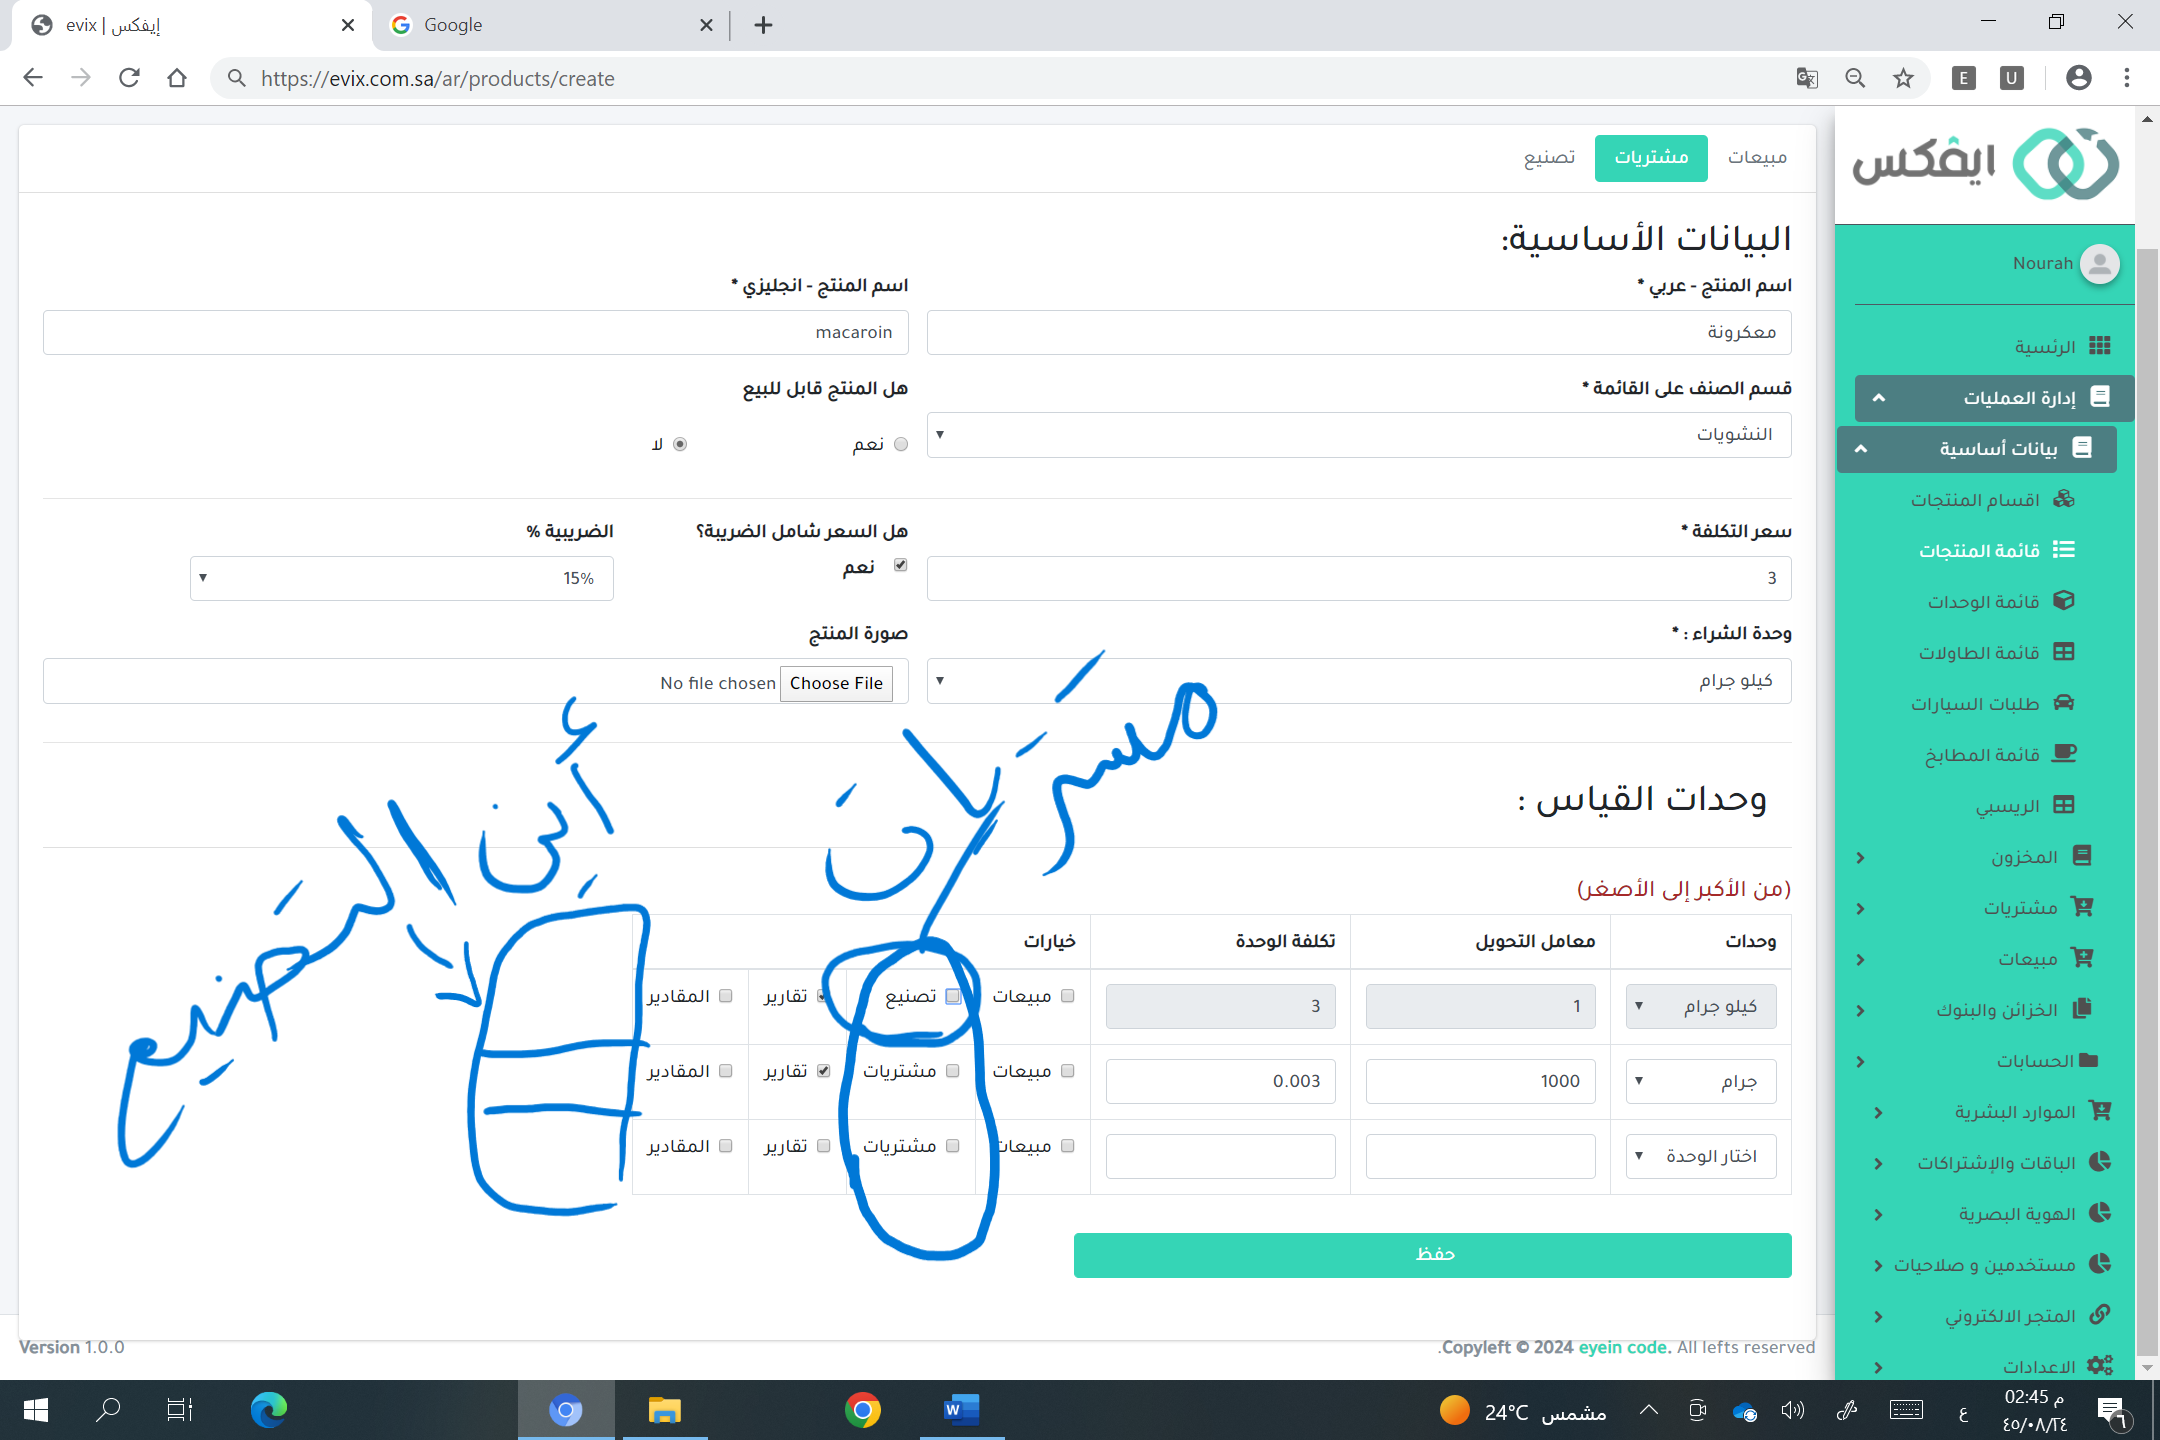 evix | إيفكس
Google
https://evix.com.sa/ar/products/create
E
U
ايفكس
Nourah
الرئسية
إدارة العمليات
بيانات أساسية
اقسام المنتجات
قائمة المنتجات
قائمة الوحدات
قائمة الطاولات
طلبات السيارات
قائمة المطابخ
الريسبي
المخزون
مشتريات
مبيعات
الخزائن والبنوك
الحسابات
الموارد البشرية
الباقات والإشتراكات
الهوية البصرية
مستخدمين و صلاحيات
المتجر الالكتروني
الاعدادات
مبيعات مشتريات تصنيع
البيانات الأساسية:
اسم المنتج - عربي * اسم المنتج - انجليزي *
معكرونة macaroin
قسم الصنف على القائمة * هل المنتج قابل للبيع
النشويات نعم لا
سعر التكلفة * هل السعر شامل الضريبة؟ الضريبية %
3 نعم 15%
وحدة الشراء : * صورة المنتج
كيلو جرام Choose File No file chosen
مشتريات
أين التصنيع
وحدات القياس :
(من الأكبر إلى الأصغر)
وحدات معامل التحويل تكلفة الوحدة خيارات
كيلو جرام 1 3 مبيعات تصنيع تقارير المقادير
جرام 1000 0.003 مبيعات مشتريات تقارير المقادير
اختار الوحدة مبيعات مشتريات تقارير المقادير
حفظ
Version 1.0.0
Copyleft © 2024 eyein code. All lefts reserved.
24°C مشمس
ع
02:45 م
٤٥/٠٨/٢٤
٦